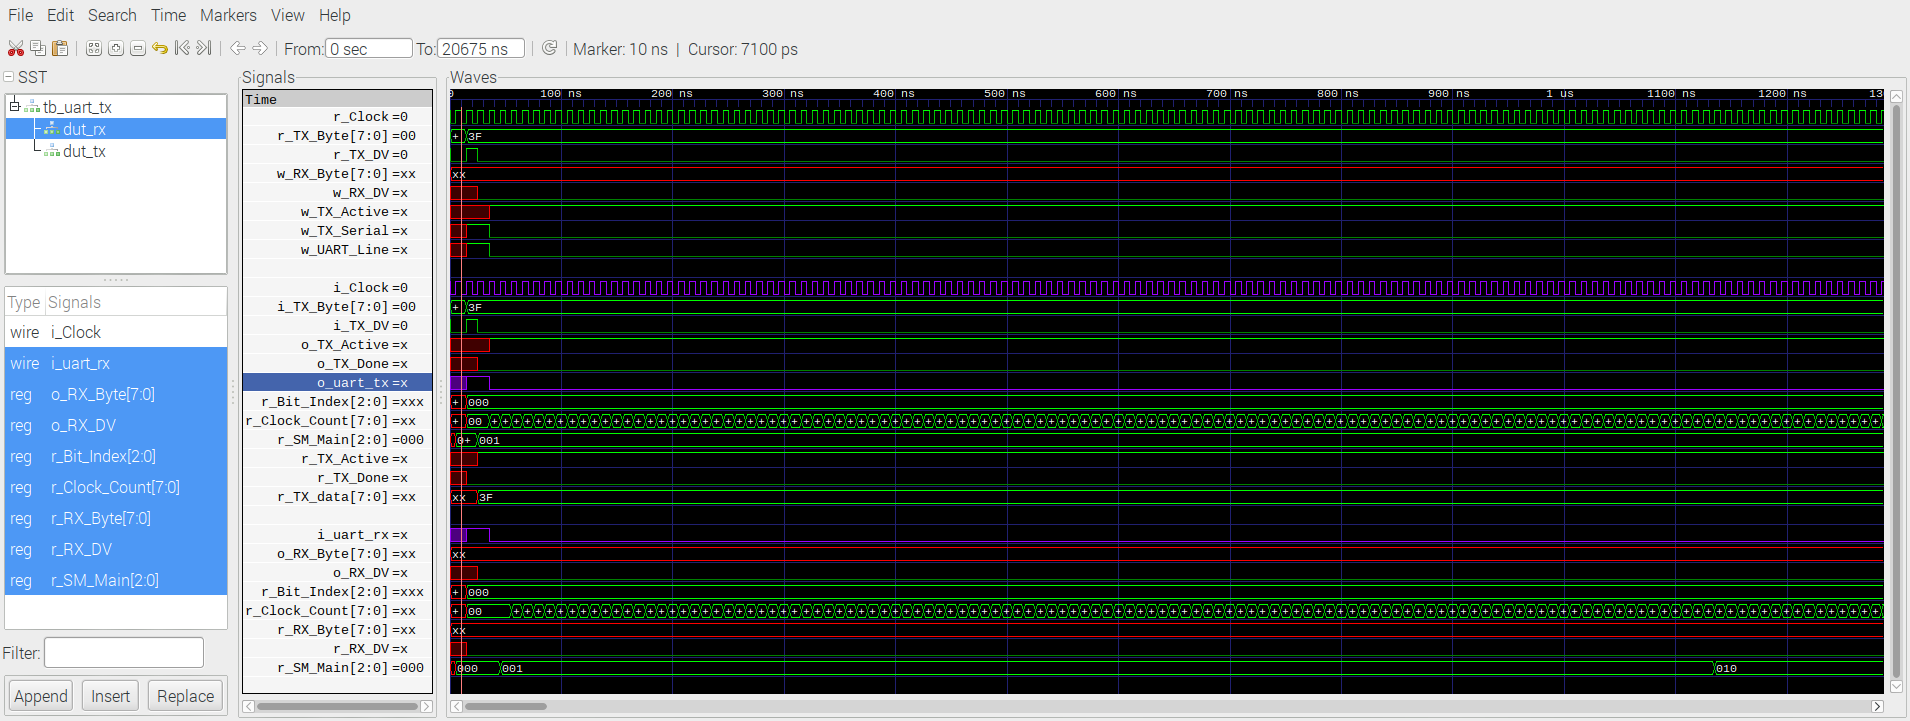 File Edit Search Time Markers View Help
From: 0 sec To: 20675 ns Marker: 10 ns | Cursor: 7100 ps
SST
tb_uart_tx
dut_rx
dut_tx
Type Signals
wire i_Clock
wire i_uart_rx
reg o_RX_Byte[7:0]
reg o_RX_DV
reg r_Bit_Index[2:0]
reg r_Clock_Count[7:0]
reg r_RX_Byte[7:0]
reg r_RX_DV
reg r_SM_Main[2:0]
Filter:
Append Insert Replace
Signals
Time
r_Clock=0
r_TX_Byte[7:0]=00
r_TX_DV=0
w_RX_Byte[7:0]=xx
w_RX_DV=x
w_TX_Active=x
w_TX_Serial=x
w_UART_Line=x
i_Clock=0
i_TX_Byte[7:0]=00
i_TX_DV=0
o_TX_Active=x
o_TX_Done=x
o_uart_tx=x
r_Bit_Index[2:0]=xxx
r_Clock_Count[7:0]=xx
r_SM_Main[2:0]=000
r_TX_Active=x
r_TX_Done=x
r_TX_data[7:0]=xx
i_uart_rx=x
o_RX_Byte[7:0]=xx
o_RX_DV=x
r_Bit_Index[2:0]=xxx
r_Clock_Count[7:0]=xx
r_RX_Byte[7:0]=xx
r_RX_DV=x
r_SM_Main[2:0]=000
Waves
100 ns 200 ns 300 ns 400 ns 500 ns 600 ns 700 ns 800 ns 900 ns 1 us 1100 ns 1200 ns
+ 3F
xx
+ 3F
+ 000
+ 00 + + + + + + + + + + + + + + + + + + + + + + + + + + + + + + + + + + + + + + + + + + + + + + + + + + + + + + + + + + + + + + + + + + + + + + + + + + + + + + + + + + + + + + + + + + + + + + + + + + + + + + + + + + + + + + + + + + + + + + + + + + + +
0+ 001
xx 3F
xx
+ 000
+ 00 + + + + + + + + + + + + + + + + + + + + + + + + + + + + + + + + + + + + + + + + + + + + + + + + + + + + + + + + + + + + + + + + + + + + + + + + + + + + + + + + + + + + + + + + + + + + + + + + + + + + + + + + + + + + + + + + + + + + + + + + + +
xx
000 001 010